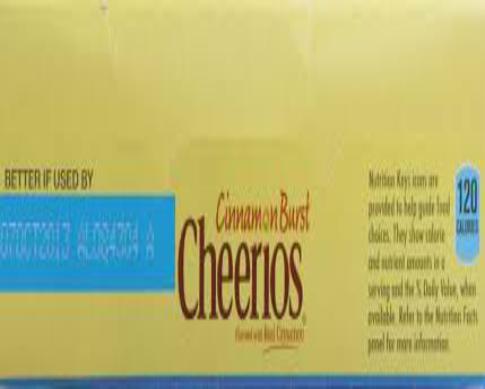 BETTER IF USED BY
07OCT2013 ALQQ4304 A
Cinnamon Burst
Cheerios
Flavored with Real Cinnamon
Nutrition Keys icons are
provided to help guide food
choices. They show calorie
and nutrient amounts in a
serving and the % Daily Value, when
available. Refer to the Nutrition Facts
panel for more information.
120
CALORIES